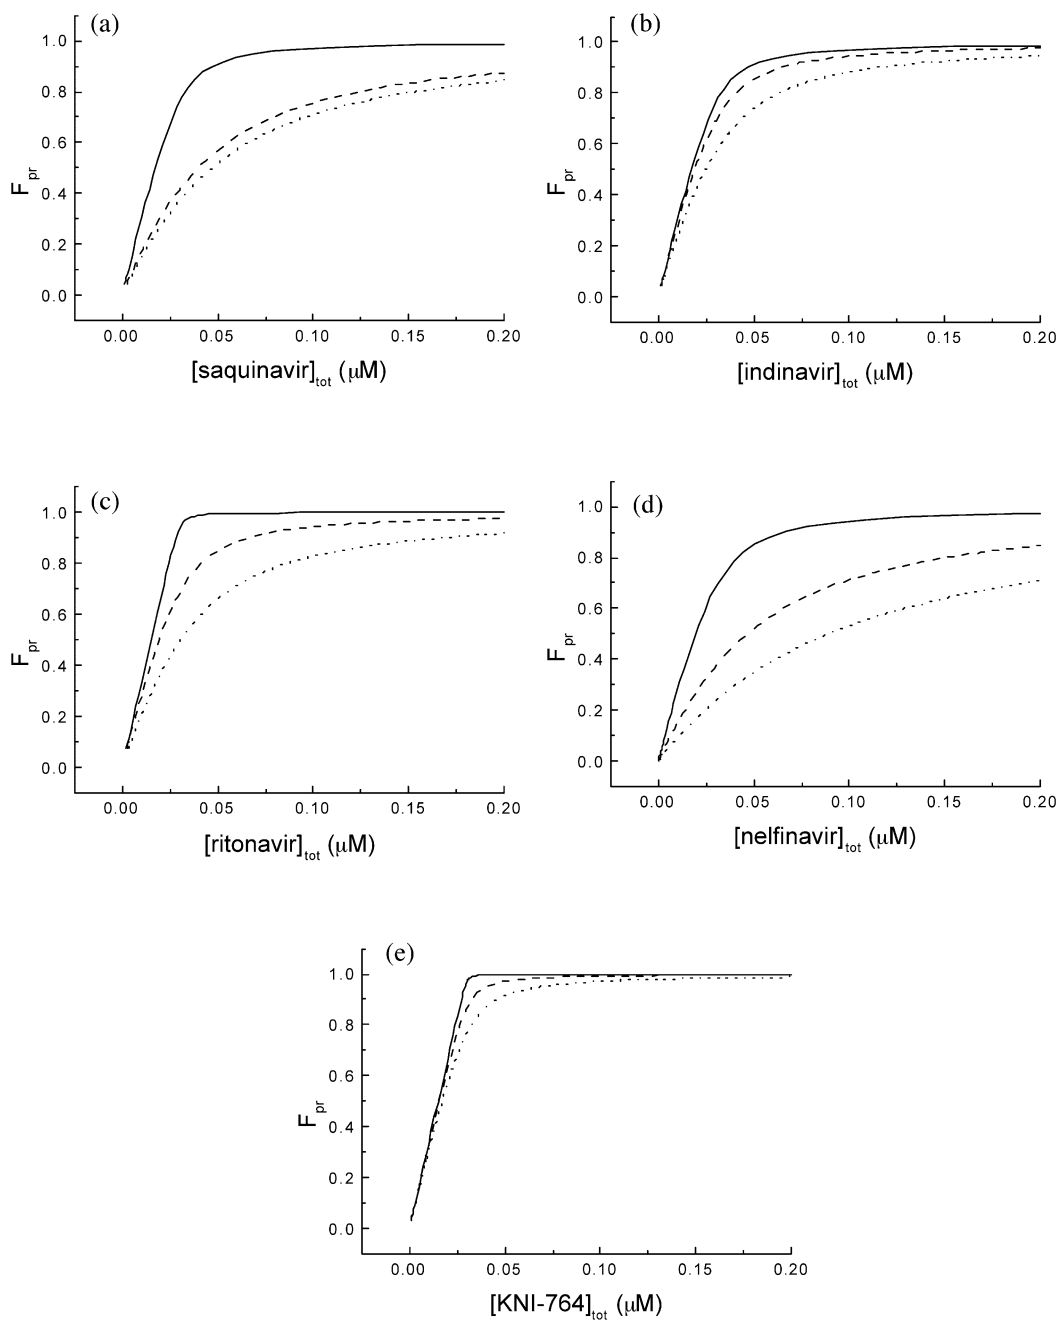 (a)
1.0
0.8
0.6
0.4
0.2
0.0
F_pr
0.00 0.05 0.10 0.15 0.20
[saquinavir]_tot (μM)
(b)
1.0
0.8
0.6
0.4
0.2
0.0
F_pr
0.00 0.05 0.10 0.15 0.20
[indinavir]_tot (μM)
(c)
1.0
0.8
0.6
0.4
0.2
0.0
F_pr
0.00 0.05 0.10 0.15 0.20
[ritonavir]_tot (μM)
(d)
1.0
0.8
0.6
0.4
0.2
0.0
F_pr
0.00 0.05 0.10 0.15 0.20
[nelfinavir]_tot (μM)
(e)
1.0
0.8
0.6
0.4
0.2
0.0
F_pr
0.00 0.05 0.10 0.15 0.20
[KNI-764]_tot (μM)